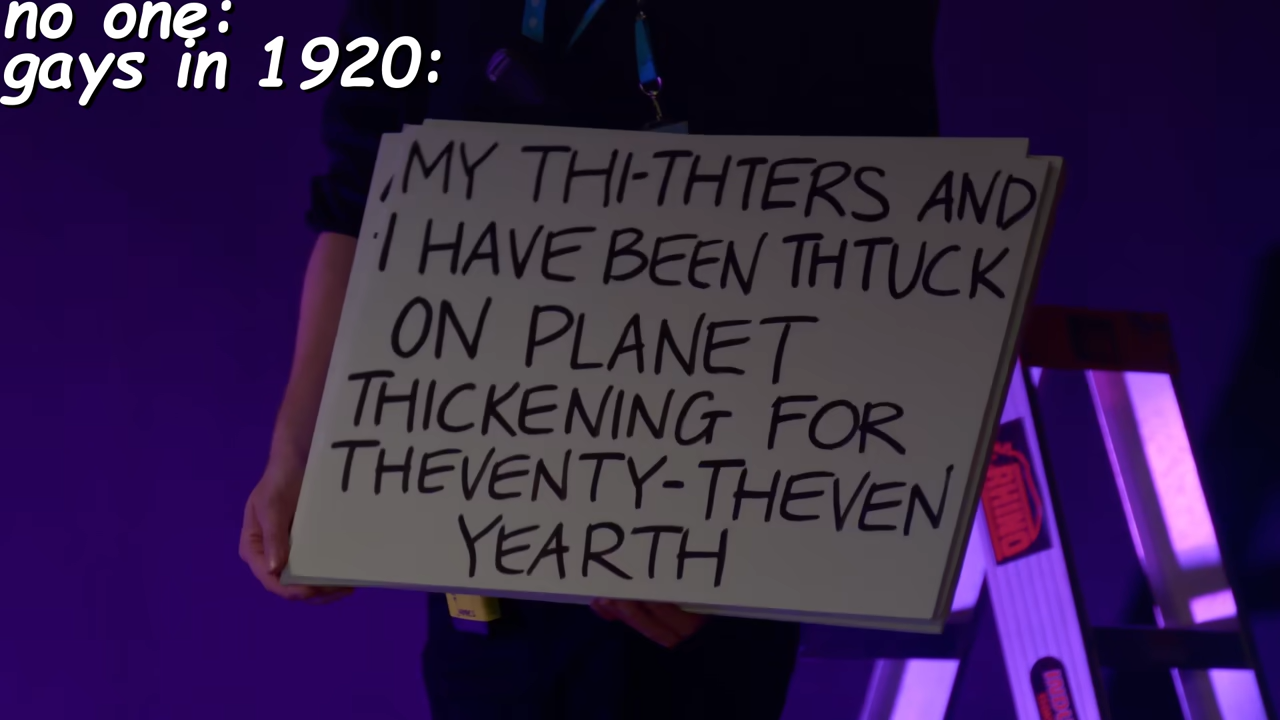 no one:
gays in 1920:
MY THI-THTERS AND
I HAVE BEEN THTUCK
ON PLANET
THICKENING FOR
THEVENTY-THEVEN
YEARTH
RHINO